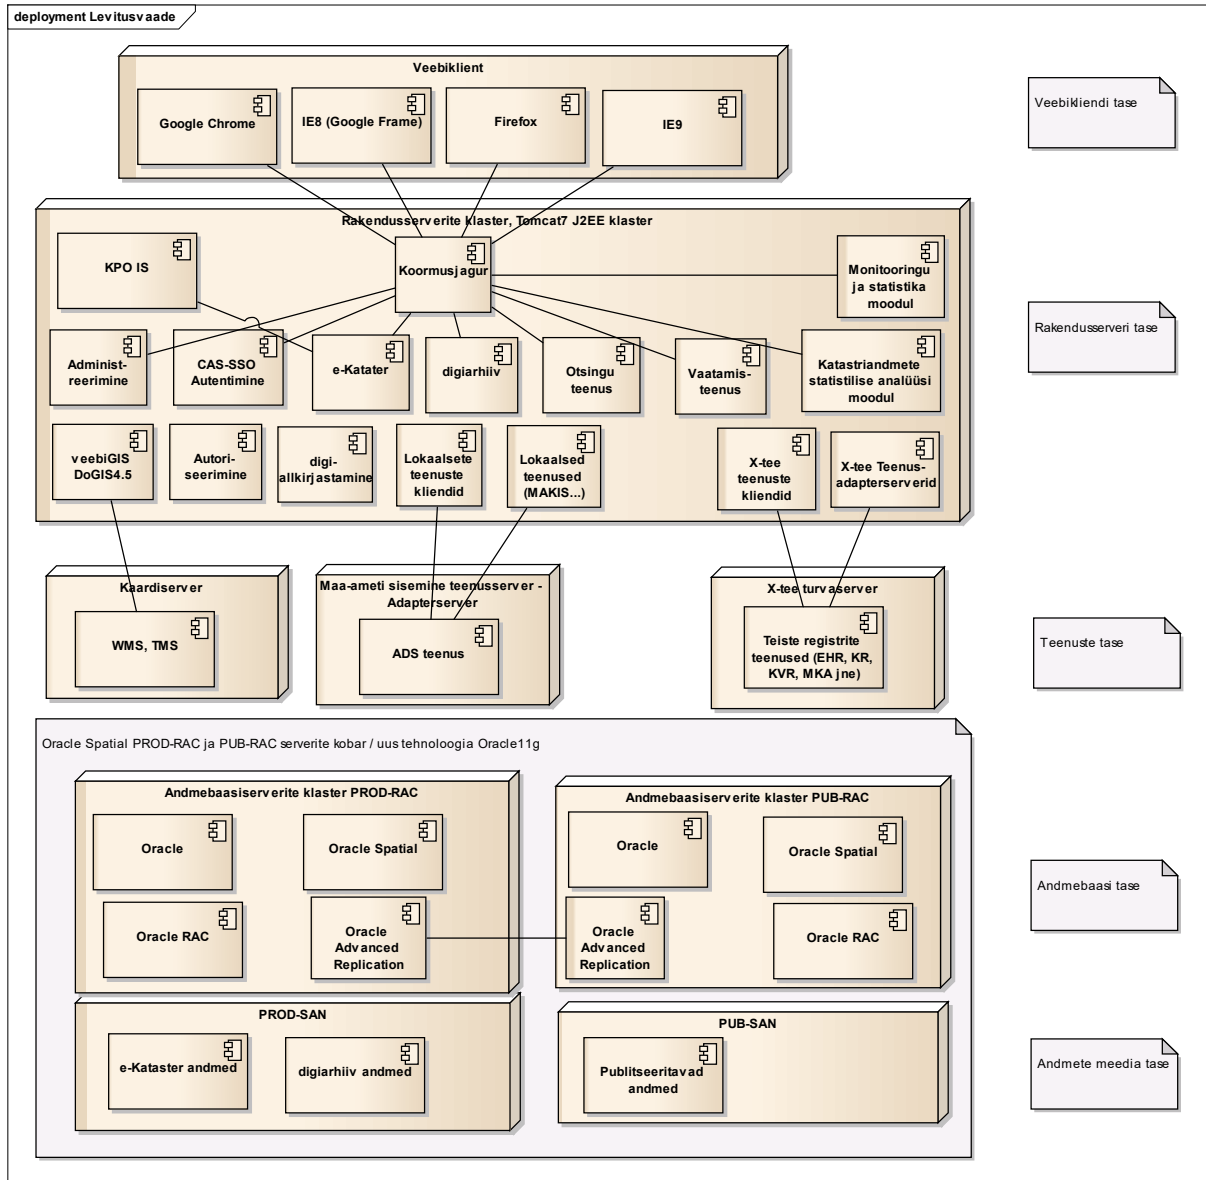 deployment Levitusvaade
Veebiklient
Google Chrome
IE8 (Google Frame)
Firefox
IE9
Veebikliendi tase
Rakendusserverite klaster, Tomcat7 J2EE klaster
KPO IS
Koormusjagur
Monitooringu
ja statistika
moodul
Administ-
reerimine
CAS-SSO
Autentimine
e-Katater
digiarhiiv
Otsingu
teenus
Vaatamis-
teenus
Katastriandmete
statistilise analüüsi
moodul
Rakendusserveri tase
veebiGIS
DoGIS4.5
Autori-
seerimine
digi-
allkirjastamine
Lokaalsete
teenuste
kliendid
Lokaalsed
teenused
(MAKIS...)
X-tee
teenuste
kliendid
X-tee Teenus-
adapterserverid
Kaardiserver
WMS, TMS
Maa-ameti sisemine teenusserver -
Adapterserver
ADS teenus
X-tee turvaserver
Teiste registrite
teenused (EHR, KR,
KVR, MKA jne)
Teenuste tase
Oracle Spatial PROD-RAC ja PUB-RAC serverite kobar / uus tehnoloogia Oracle11g
Andmebaasiserverite klaster PROD-RAC
Oracle
Oracle Spatial
Oracle RAC
Oracle
Advanced
Replication
Andmebaasiserverite klaster PUB-RAC
Oracle
Oracle Spatial
Oracle
Advanced
Replication
Oracle RAC
Andmebaasi tase
PROD-SAN
e-Kataster andmed
digiarhiiv andmed
PUB-SAN
Publitseeritavad
andmed
Andmete meedia tase